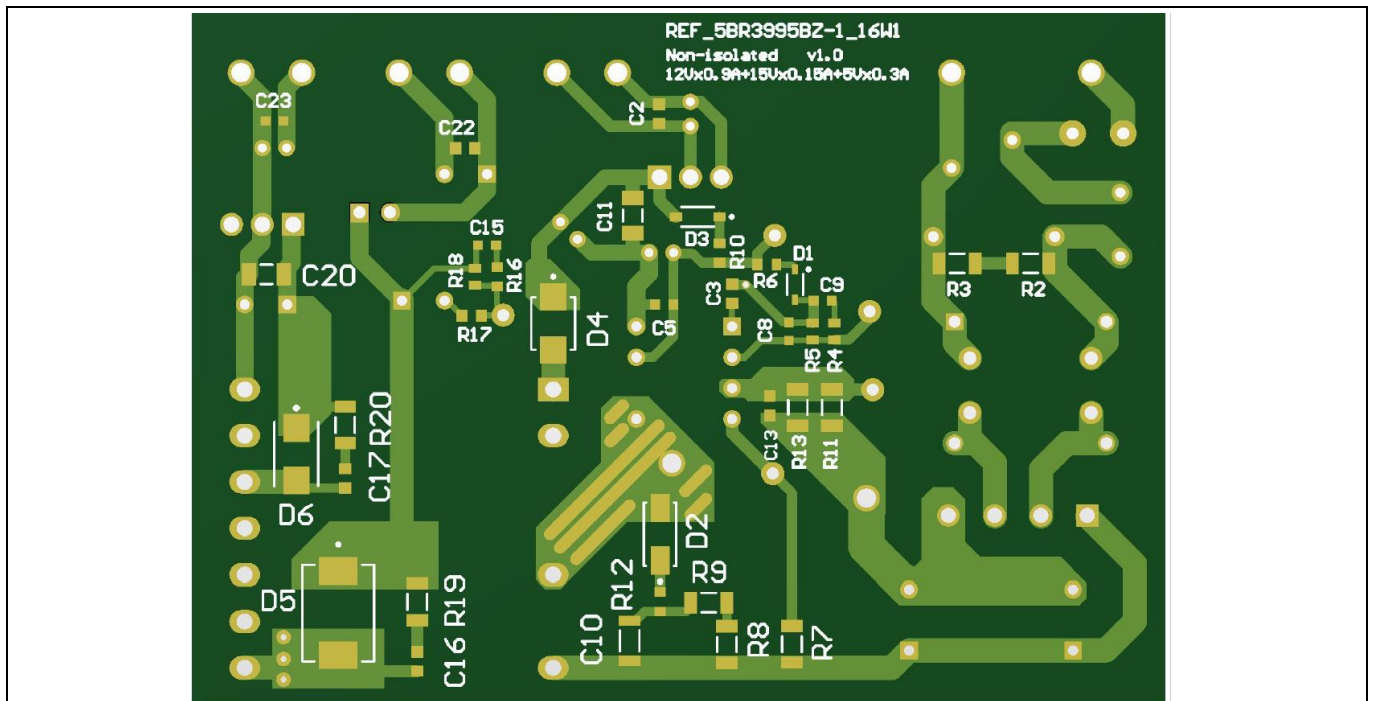 REF_5BR3995BZ-1_16W1
Non-isolated v1.0
12Vx0.9A+15Vx0.15A+5Vx0.3A
C23
C22
C2
C11
D3
R10
C15
R18
R16
R17
C20
D4
C5
C3
R6
D1
C9
C8
R5
R4
R3
R2
R20
C17
D6
C13
R13
R11
D2
R12
R9
D5
R19
C16
C10
R8
R7